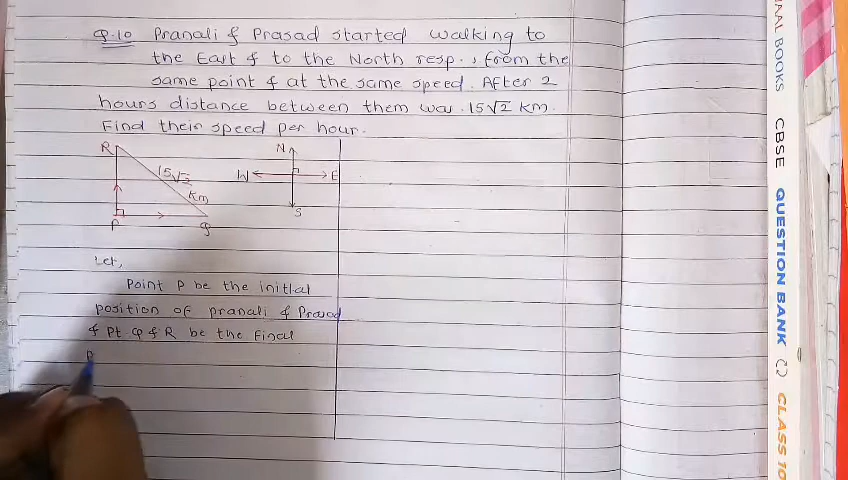 Q.10 Pranali & Prasad started walking to
the East & to the North resp., from the
same point & at the same speed. After 2
hours distance between them was 15√2 km.
Find their speed per hour.
R
15√2
km
P
Q
N
W
E
S
Let,
Point P be the initial
position of pranali & Prasad
& Pt Q & R be the Final
P
BOOKS
CBSE
QUESTION BANK
CLASS 10